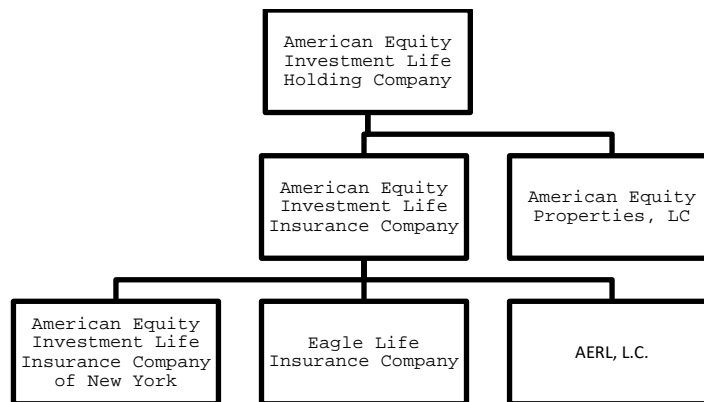 American Equity
Investment Life
Holding Company
American Equity
Investment Life
Insurance Company
American Equity
Properties, LC
American Equity
Investment Life
Insurance Company
of New York
Eagle Life
Insurance Company
AERL, L.C.